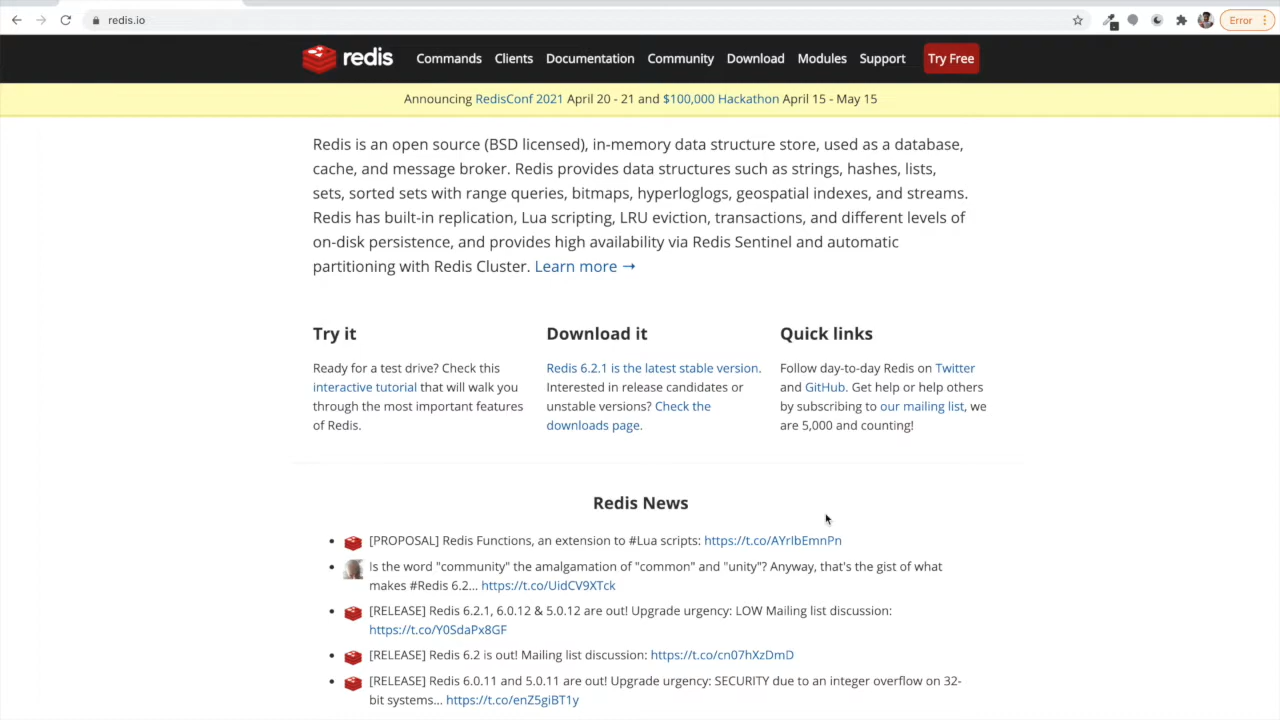 redis.io
Error
redis
Commands Clients Documentation Community Download Modules Support Try Free
Announcing RedisConf 2021 April 20 - 21 and $100,000 Hackathon April 15 - May 15
Redis is an open source (BSD licensed), in-memory data structure store, used as a database,
cache, and message broker. Redis provides data structures such as strings, hashes, lists,
sets, sorted sets with range queries, bitmaps, hyperloglogs, geospatial indexes, and streams.
Redis has built-in replication, Lua scripting, LRU eviction, transactions, and different levels of
on-disk persistence, and provides high availability via Redis Sentinel and automatic
partitioning with Redis Cluster. Learn more →
Try it
Ready for a test drive? Check this
interactive tutorial that will walk you
through the most important features
of Redis.
Download it
Redis 6.2.1 is the latest stable version.
Interested in release candidates or
unstable versions? Check the
downloads page.
Quick links
Follow day-to-day Redis on Twitter
and GitHub. Get help or help others
by subscribing to our mailing list, we
are 5,000 and counting!
Redis News
[PROPOSAL] Redis Functions, an extension to #Lua scripts: https://t.co/AYrIbEmnPn
Is the word "community" the amalgamation of "common" and "unity"? Anyway, that's the gist of what
makes #Redis 6.2... https://t.co/UidCV9XTck
[RELEASE] Redis 6.2.1, 6.0.12 & 5.0.12 are out! Upgrade urgency: LOW Mailing list discussion:
https://t.co/Y0SdaPx8GF
[RELEASE] Redis 6.2 is out! Mailing list discussion: https://t.co/cn07hXzDmD
[RELEASE] Redis 6.0.11 and 5.0.11 are out! Upgrade urgency: SECURITY due to an integer overflow on 32-
bit systems... https://t.co/enZ5giBT1y